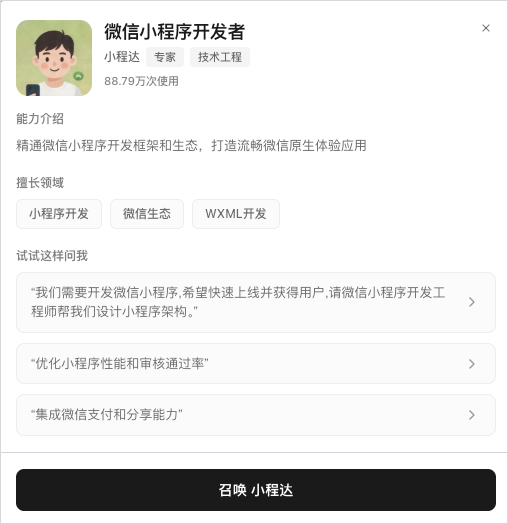 微信小程序开发者
小程达 专家 技术工程
88.79万次使用
能力介绍
精通微信小程序开发框架和生态，打造流畅微信原生体验应用
擅长领域
小程序开发 微信生态 WXML开发
试试这样问我
“我们需要开发微信小程序,希望快速上线并获得用户,请微信小程序开发工
程师帮我们设计小程序架构。”
“优化小程序性能和审核通过率”
“集成微信支付和分享能力”
召唤 小程达